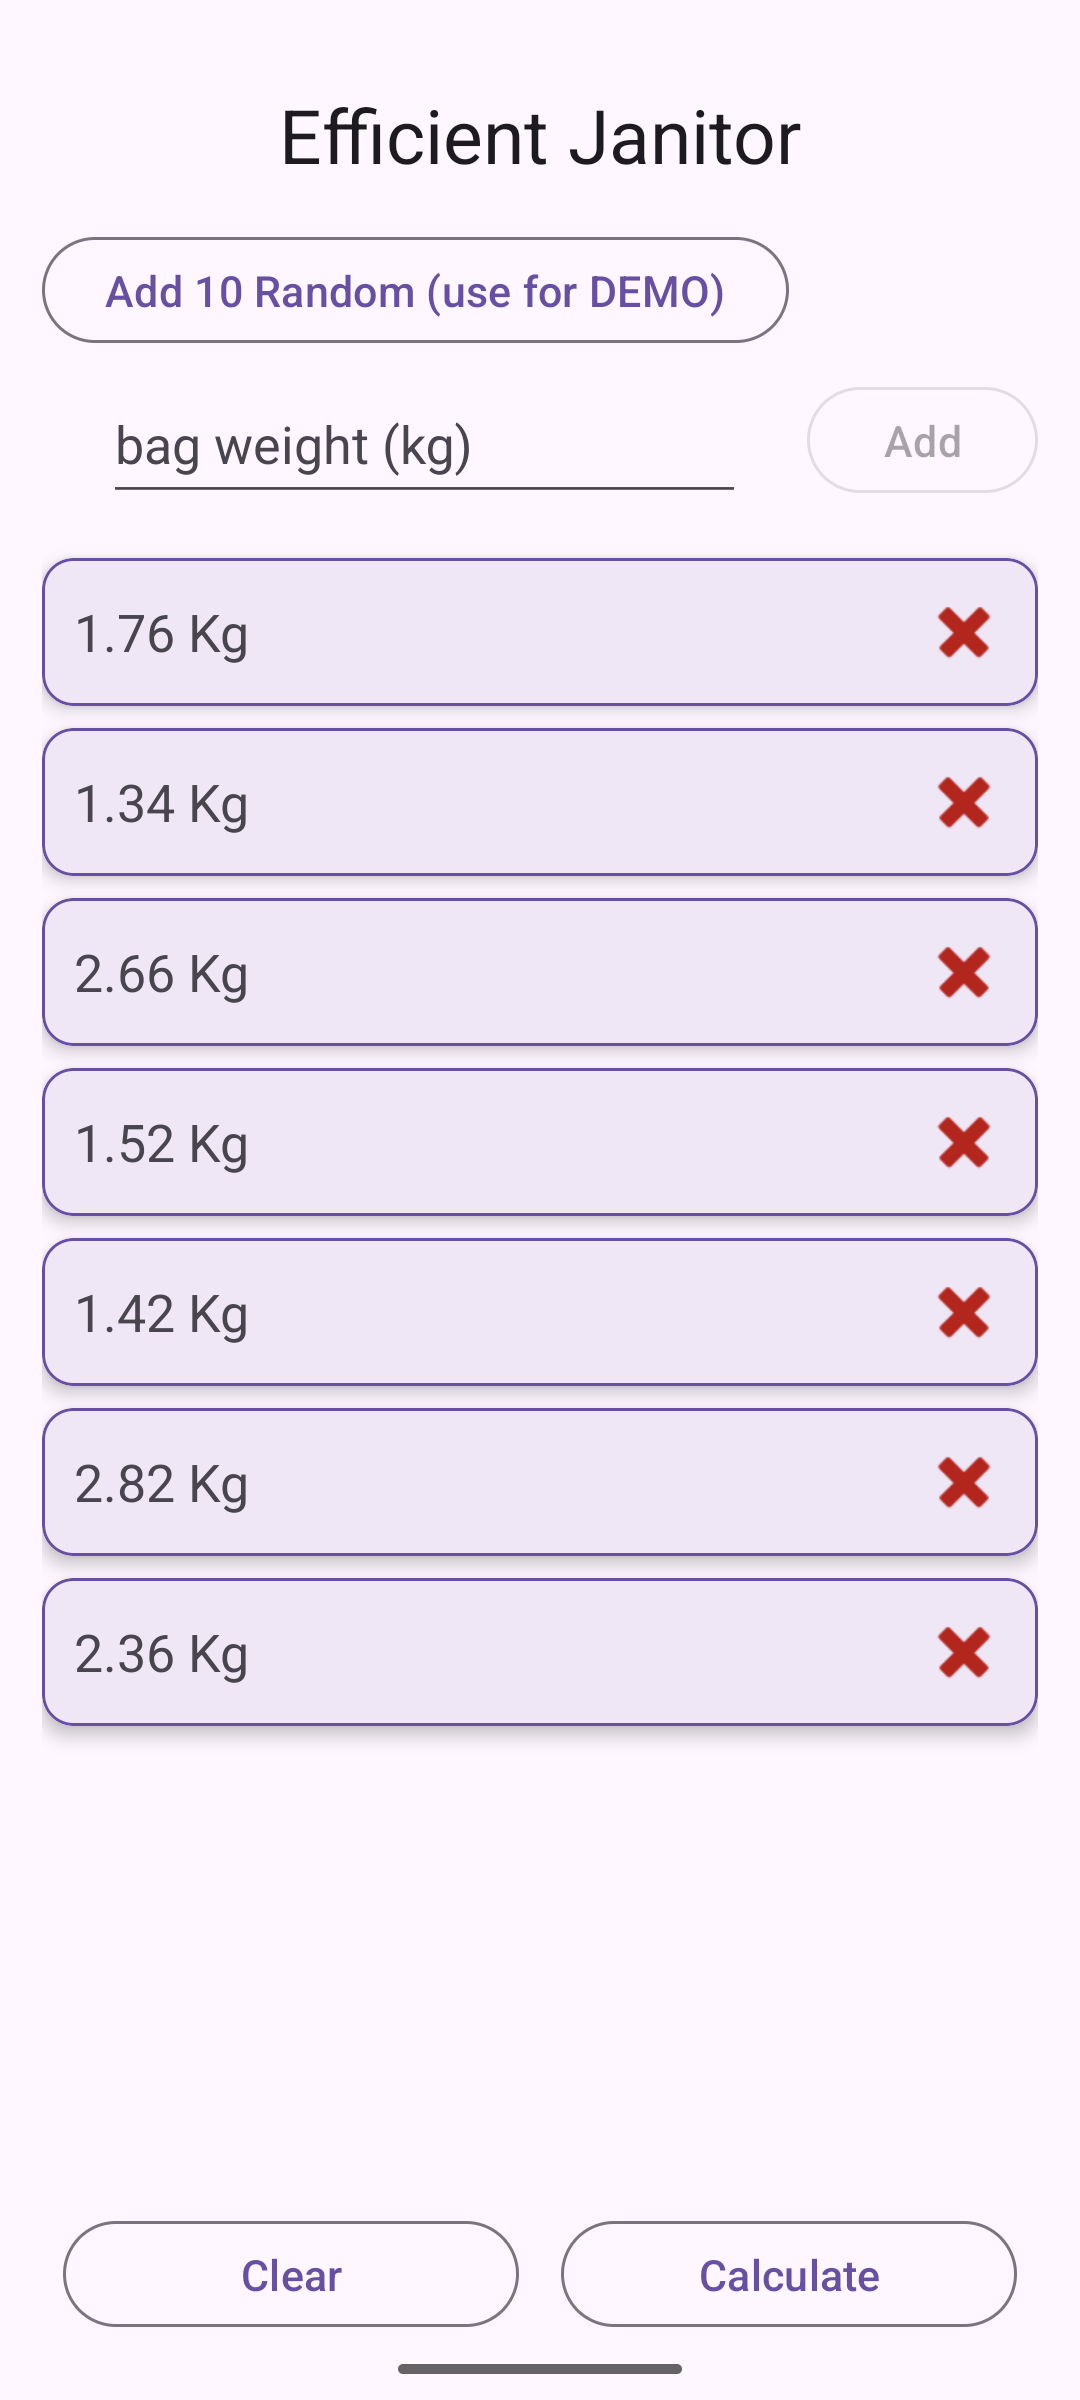 Efficient Janitor
Add 10 Random (use for DEMO)
bag weight (kg)
Add
1.76 Kg
1.34 Kg
2.66 Kg
1.52 Kg
1.42 Kg
2.82 Kg
2.36 Kg
Clear
Calculate